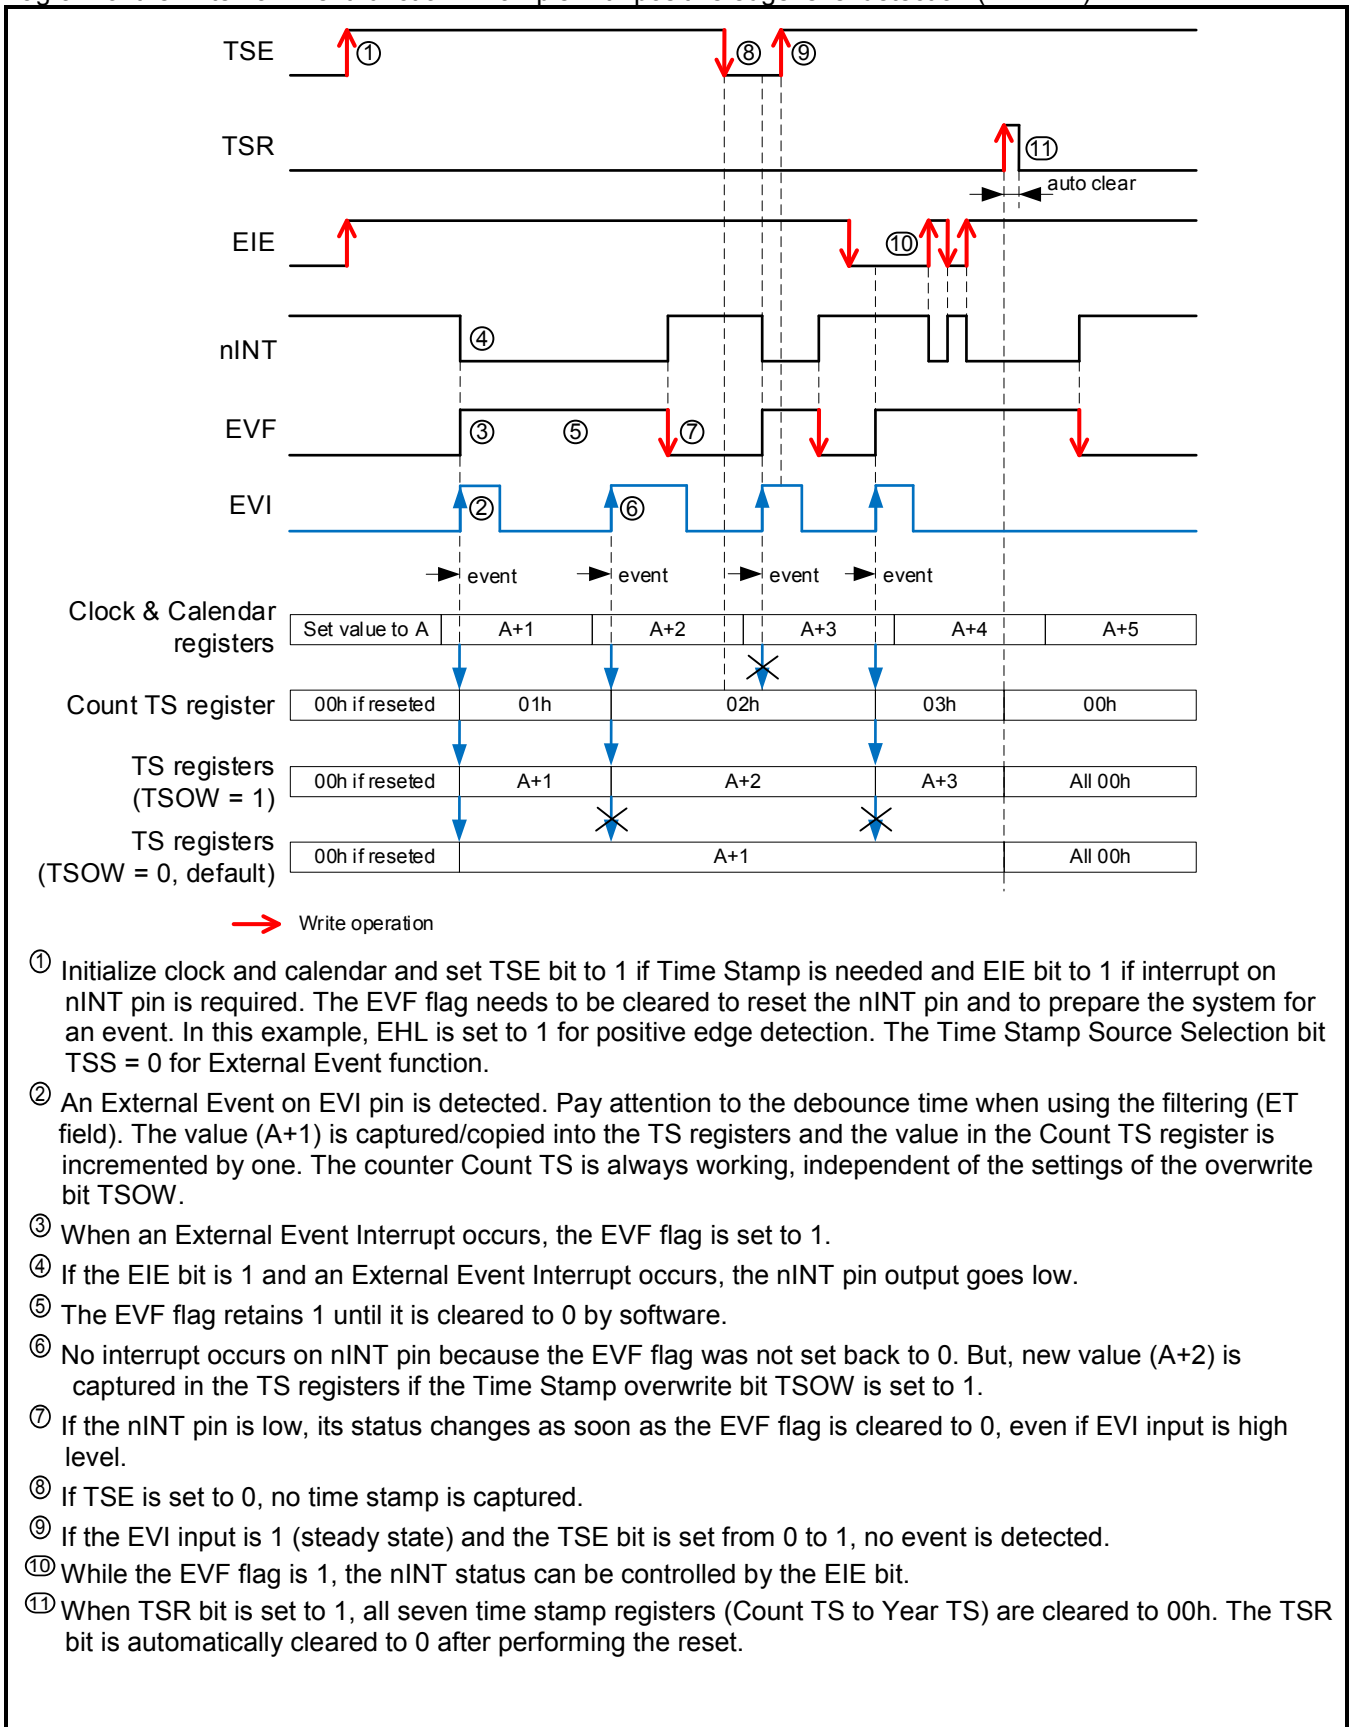 TSE ① ⑧ ⑨
TSR ⑪
auto clear
EIE ⑩
nINT ④
EVF ③ ⑤ ⑦
EVI ② ⑥
event event event event
Clock & Calendar
registers
Set value to A A+1 A+2 A+3 A+4 A+5
Count TS register 00h if reseted 01h 02h 03h 00h
TS registers
(TSOW = 1)
00h if reseted A+1 A+2 A+3 All 00h
TS registers
(TSOW = 0, default)
00h if reseted A+1 All 00h
Write operation
① Initialize clock and calendar and set TSE bit to 1 if Time Stamp is needed and EIE bit to 1 if interrupt on
nINT pin is required. The EVF flag needs to be cleared to reset the nINT pin and to prepare the system for
an event. In this example, EHL is set to 1 for positive edge detection. The Time Stamp Source Selection bit
TSS = 0 for External Event function.
② An External Event on EVI pin is detected. Pay attention to the debounce time when using the filtering (ET
field). The value (A+1) is captured/copied into the TS registers and the value in the Count TS register is
incremented by one. The counter Count TS is always working, independent of the settings of the overwrite
bit TSOW.
③ When an External Event Interrupt occurs, the EVF flag is set to 1.
④ If the EIE bit is 1 and an External Event Interrupt occurs, the nINT pin output goes low.
⑤ The EVF flag retains 1 until it is cleared to 0 by software.
⑥ No interrupt occurs on nINT pin because the EVF flag was not set back to 0. But, new value (A+2) is
captured in the TS registers if the Time Stamp overwrite bit TSOW is set to 1.
⑦ If the nINT pin is low, its status changes as soon as the EVF flag is cleared to 0, even if EVI input is high
level.
⑧ If TSE is set to 0, no time stamp is captured.
⑨ If the EVI input is 1 (steady state) and the TSE bit is set from 0 to 1, no event is detected.
⑩ While the EVF flag is 1, the nINT status can be controlled by the EIE bit.
⑪ When TSR bit is set to 1, all seven time stamp registers (Count TS to Year TS) are cleared to 00h. The TSR
bit is automatically cleared to 0 after performing the reset.